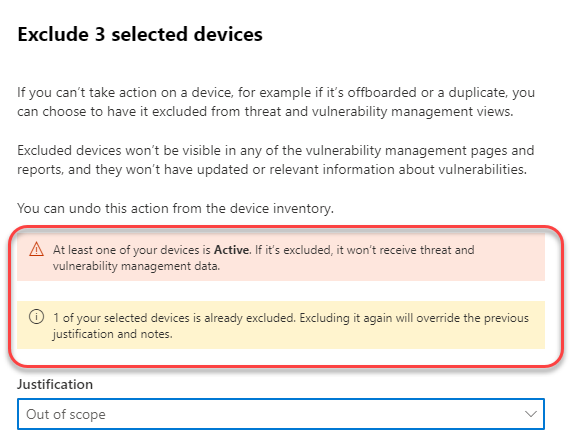 Exclude 3 selected devices
If you can't take action on a device, for example if it's offboarded or a duplicate, you
can choose to have it excluded from threat and vulnerability management views.
Excluded devices won't be visible in any of the vulnerability management pages and
reports, and they won't have updated or relevant information about vulnerabilities.
You can undo this action from the device inventory.
At least one of your devices is Active. If it's excluded, it won't receive threat and
vulnerability management data.
1 of your selected devices is already excluded. Excluding it again will override the previous
justification and notes.
Justification
Out of scope